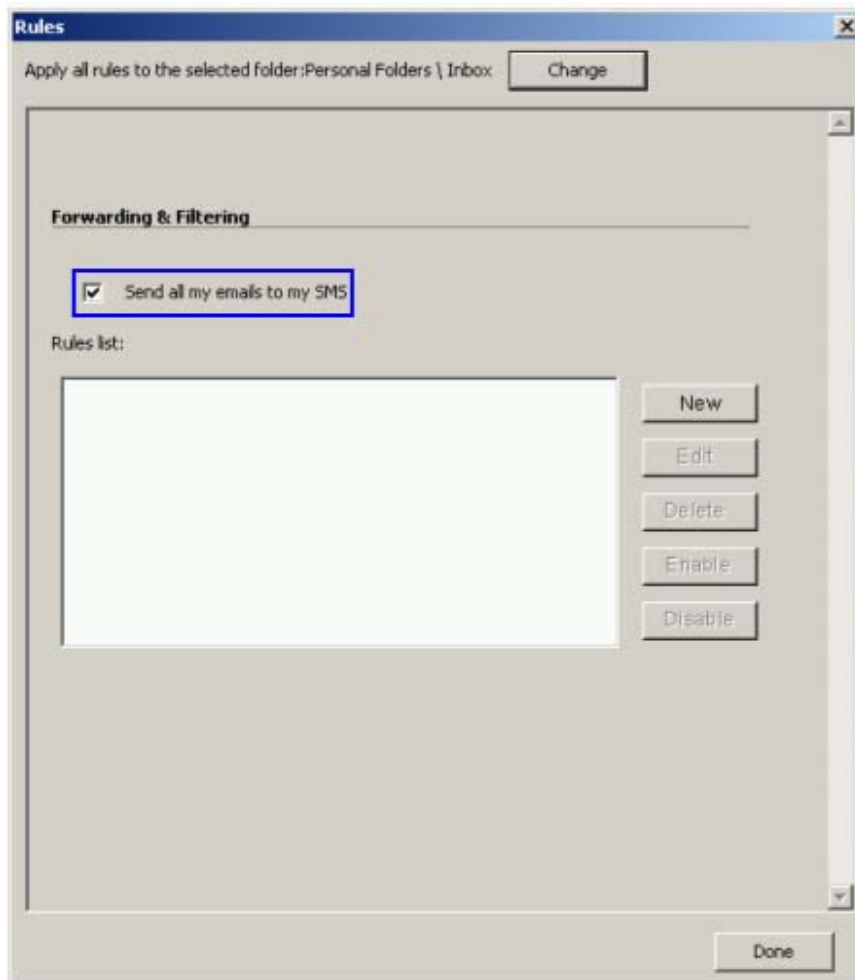 Rules
Apply all rules to the selected folder:Personal Folders \ Inbox Change
Forwarding & Filtering
Send all my emails to my SMS
Rules list:
New
Edit
Delete
Enable
Disable
Done